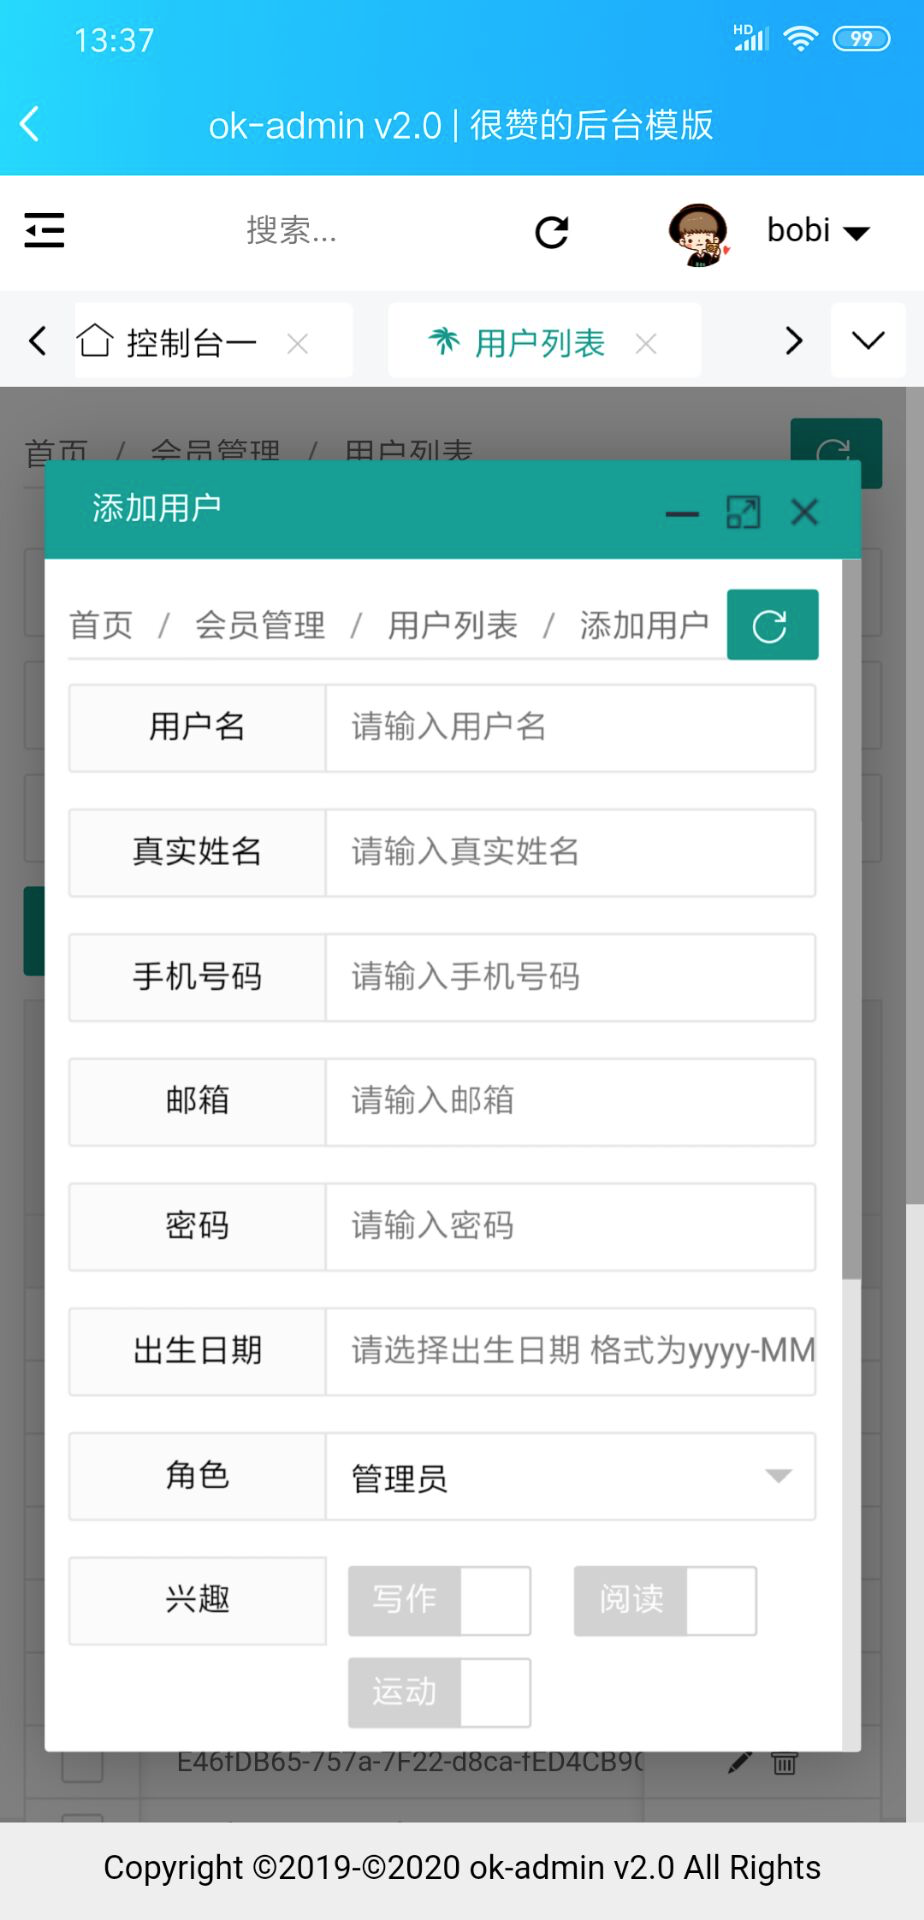 13:37
HD
99
ok-admin v2.0 | 很赞的后台模版
搜索...
bobi
控制台一
用户列表
首页 / 会员管理 / 用户列表
添加用户
首页 / 会员管理 / 用户列表 / 添加用户
用户名 请输入用户名
真实姓名 请输入真实姓名
手机号码 请输入手机号码
邮箱 请输入邮箱
密码 请输入密码
出生日期 请选择出生日期 格式为yyyy-MM
角色 管理员
兴趣 写作 阅读
运动
E46fDB65-757a-7F22-d8ca-fED4CB9
Copyright ©2019-©2020 ok-admin v2.0 All Rights